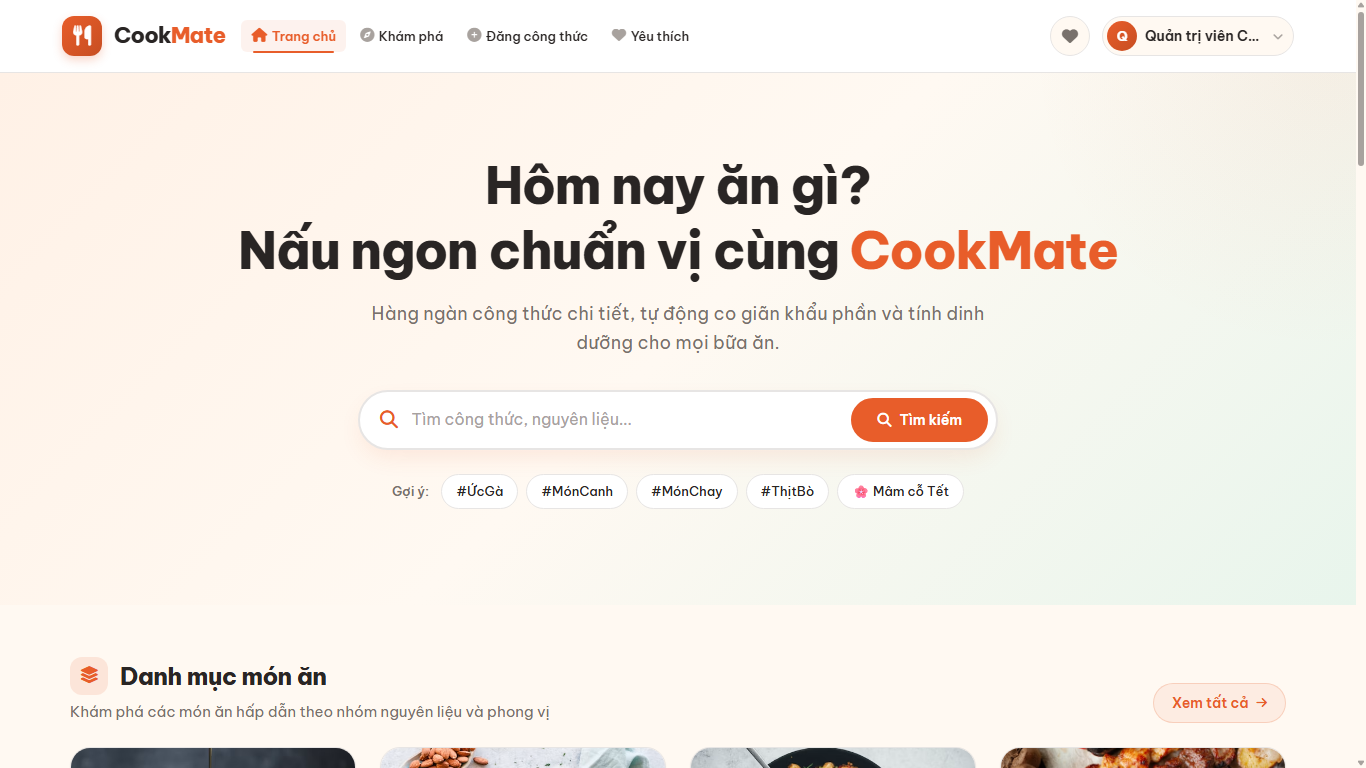 CookMate
Trang chủ
Khám phá
Đăng công thức
Yêu thích
Q
Quản trị viên C...
Hôm nay ăn gì?
Nấu ngon chuẩn vị cùng CookMate
Hàng ngàn công thức chi tiết, tự động co giãn khẩu phần và tính dinh
dưỡng cho mọi bữa ăn.
Tìm công thức, nguyên liệu...
Tìm kiếm
Gợi ý:
#ỨcGà
#MónCanh
#MónChay
#ThịtBò
🌸 Mâm cỗ Tết
Danh mục món ăn
Khám phá các món ăn hấp dẫn theo nhóm nguyên liệu và phong vị
Xem tất cả →